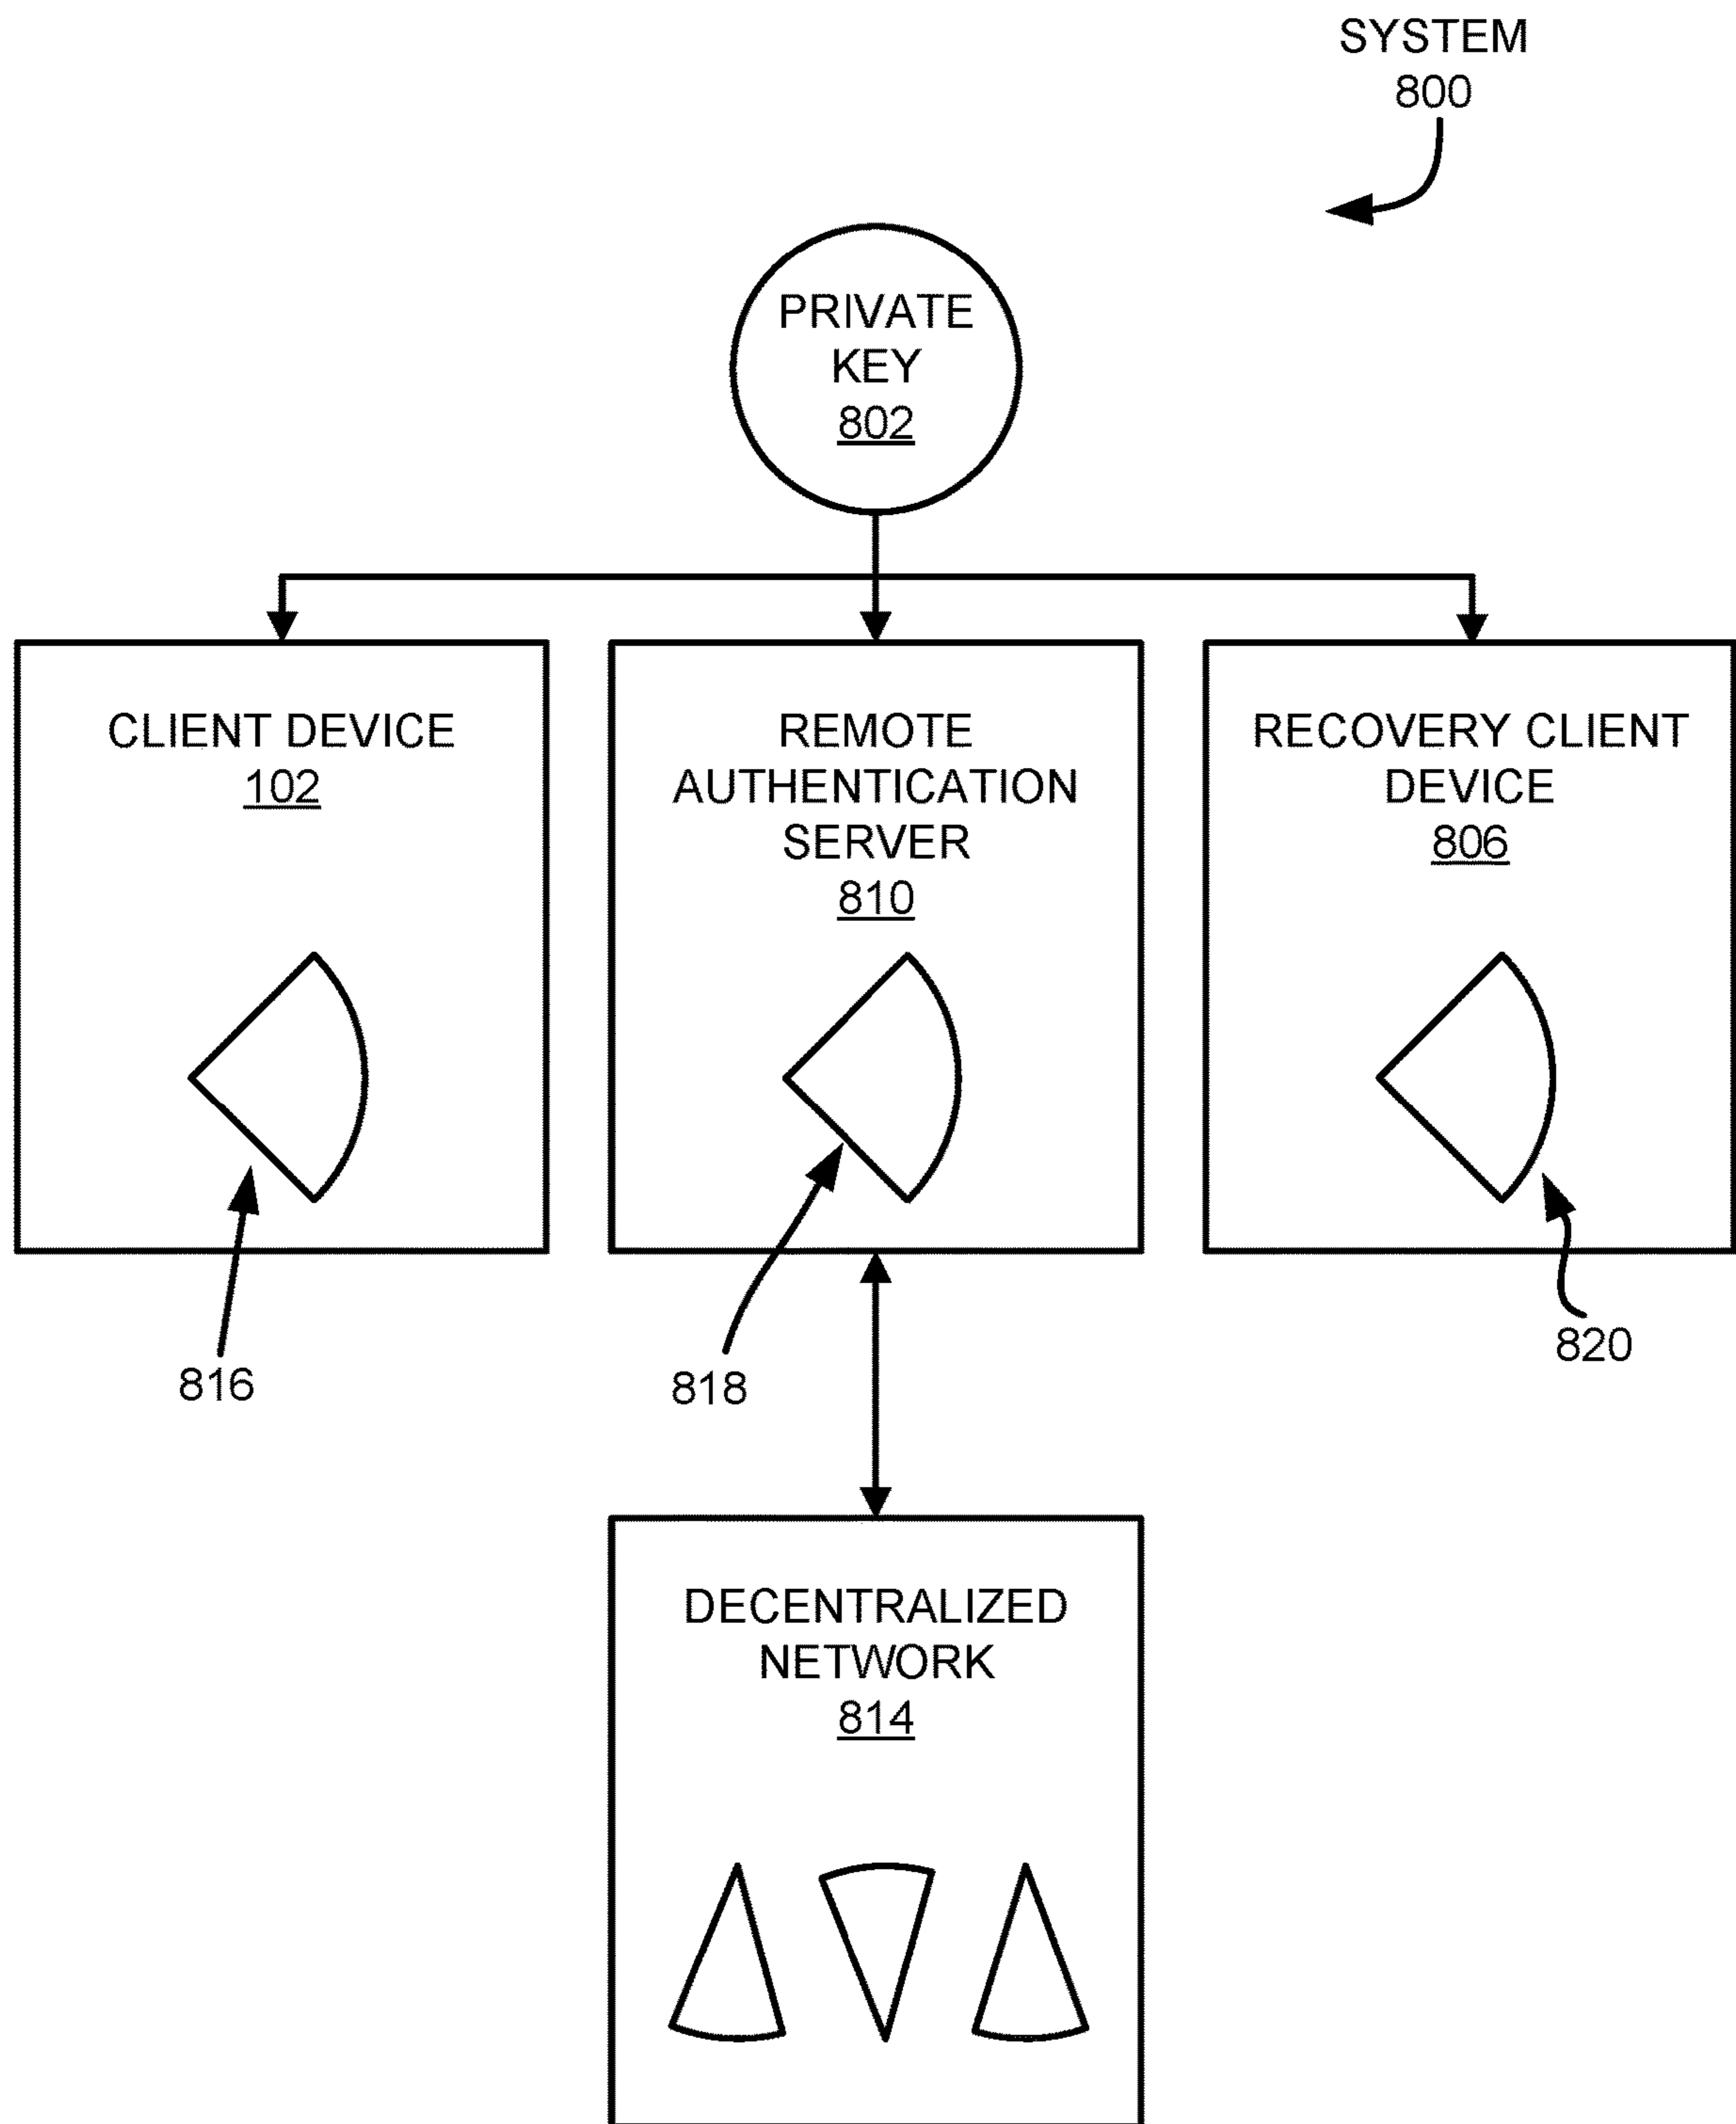 SYSTEM
800
PRIVATE
KEY
802
CLIENT DEVICE
102
REMOTE
AUTHENTICATION
SERVER
810
RECOVERY CLIENT
DEVICE
806
816
818
820
DECENTRALIZED
NETWORK
814